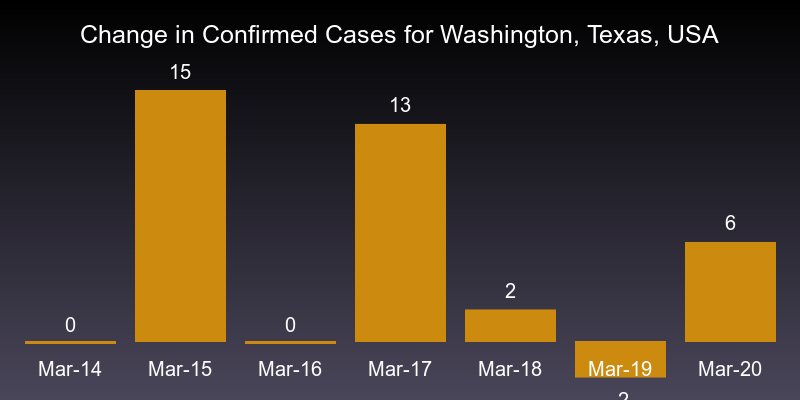 Change in Confirmed Cases for Washington, Texas, USA
15
13
6
2
0
0
Mar-14
Mar-15
Mar-16
Mar-17
Mar-18
Mar-19
Mar-20